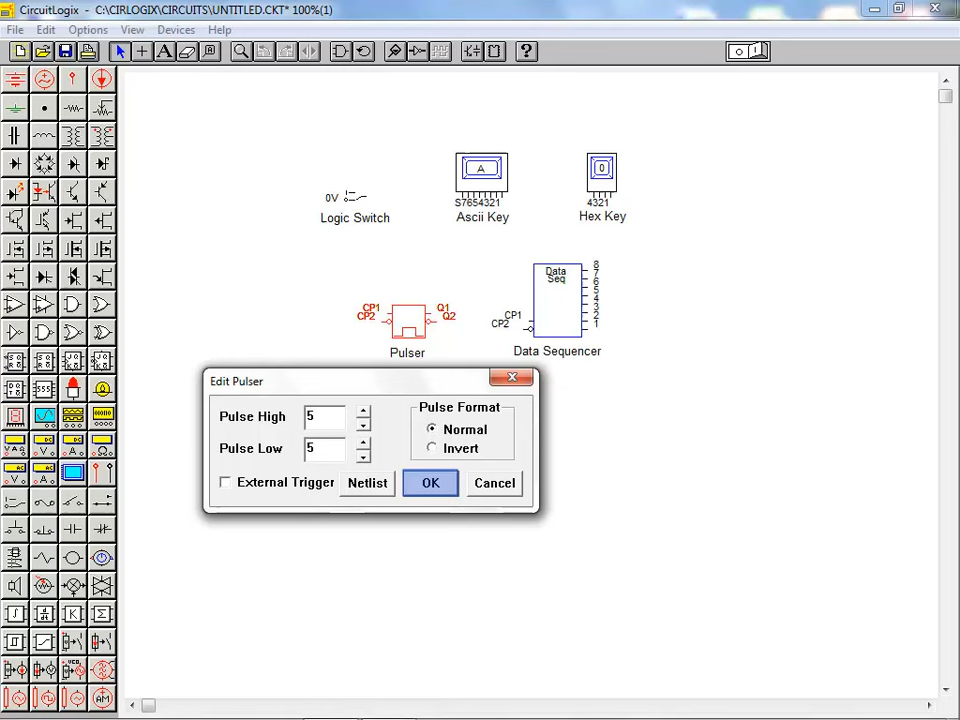 CircuitLogix - C:\CIRLOGIX\CIRCUITS\UNTITLED.CKT* 100%(1)
File Edit Options View Devices Help
A
A 0
0V
S7654321 4321
Logic Switch Ascii Key Hex Key
Data
Seq
8
7
6
5
4
3
2
1
CP1 Q1
CP2 Q2
CP1
CP2
Pulser Data Sequencer
Edit Pulser
Pulse High 5
Pulse Low 5
Pulse Format
Normal
Invert
External Trigger Netlist OK Cancel
555
AM